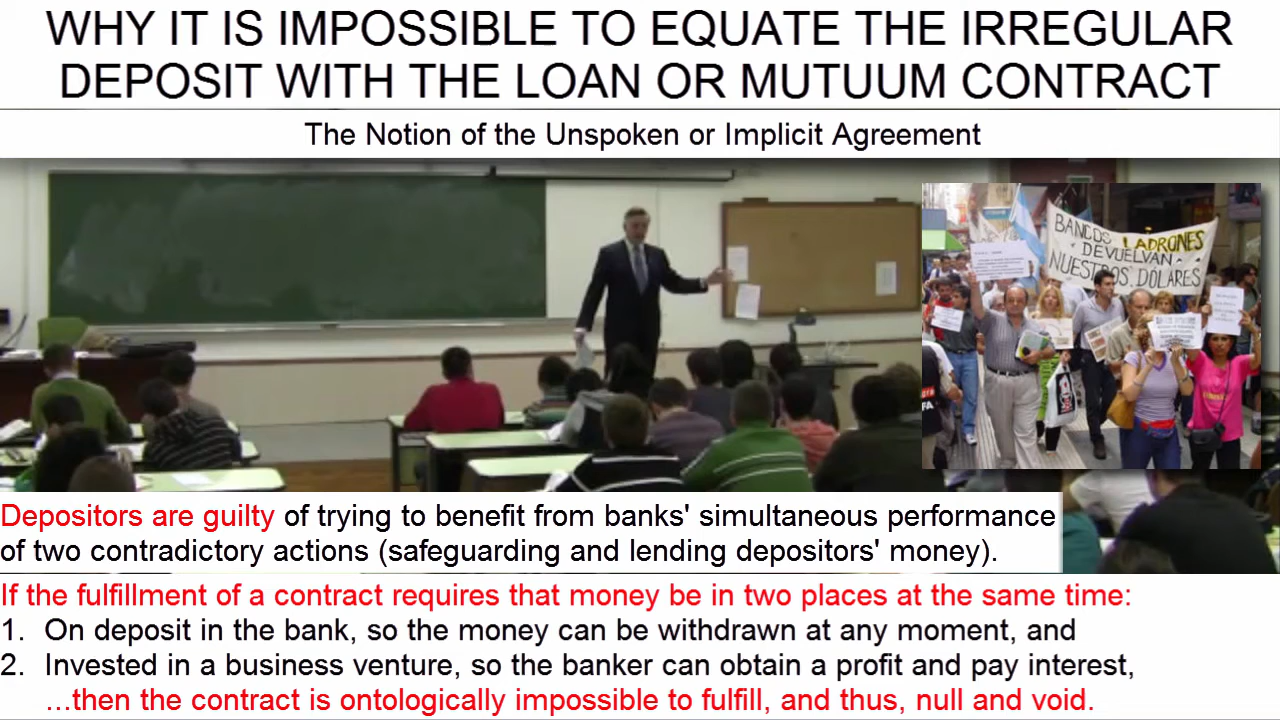 WHY IT IS IMPOSSIBLE TO EQUATE THE IRREGULAR
DEPOSIT WITH THE LOAN OR MUTUUM CONTRACT
The Notion of the Unspoken or Implicit Agreement
BANCOS LADRONES
DEVUELVAN
NUESTROS DOLARES
Depositors are guilty of trying to benefit from banks' simultaneous performance
of two contradictory actions (safeguarding and lending depositors' money).
If the fulfillment of a contract requires that money be in two places at the same time:
1. On deposit in the bank, so the money can be withdrawn at any moment, and
2. Invested in a business venture, so the banker can obtain a profit and pay interest,
...then the contract is ontologically impossible to fulfill, and thus, null and void.